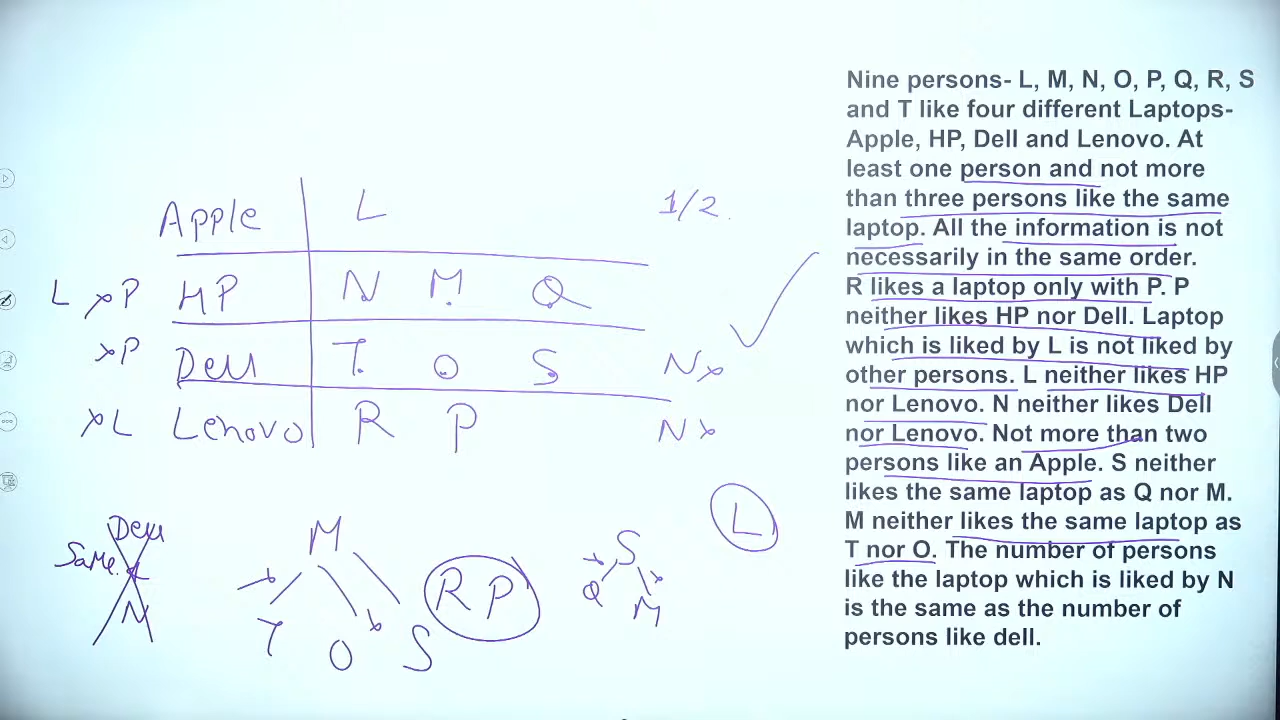 Nine persons- L, M, N, O, P, Q, R, S
and T like four different Laptops-
Apple, HP, Dell and Lenovo. At
least one person and not more
than three persons like the same
laptop. All the information is not
necessarily in the same order.
R likes a laptop only with P. P
neither likes HP nor Dell. Laptop
which is liked by L is not liked by
other persons. L neither likes HP
nor Lenovo. N neither likes Dell
nor Lenovo. Not more than two
persons like an Apple. S neither
likes the same laptop as Q nor M.
M neither likes the same laptop as
T nor O. The number of persons
like the laptop which is liked by N
is the same as the number of
persons like dell.
Apple L 1/2.
L xP HP N M Q
xP Dell T O S Nx
xL Lenovo R P Nx
L
Dell
Same
N
M
T O S
R P
S
Q M